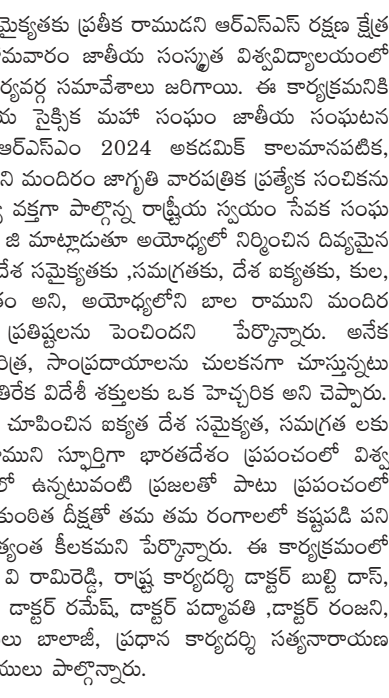 మైక్యతకు ప్రతీక రాముడని ఆర్ఎస్ఎస్ రక్షణ క్షేత్ర
మవారం జాతీయ సంస్కృత విశ్వవిద్యాలయంలో
ర్యవర్గ సమావేశాలు జరిగాయి. ఈ కార్యక్రమనికి
య సైక్సిక మహా సంఘం జాతీయ సంఘటన
ఆర్ఎస్ఎం 2024 అకడమిక్ కాలమానపటిక,
ని మందిరం జాగృతి వారపత్రిక ప్రత్యేక సంచికను
వక్తగా పాల్గొన్న రాష్ట్రీయ స్వయం సేవక సంఘ
జి మాట్లాడుతూ అయోధ్యలో నిర్మించిన దివ్యమైన
దేశ సమైక్యతకు ,సమగ్రతకు, దేశ ఐక్యతకు, కుల,
తం అని, అయోధ్యలోని బాల రాముని మందిర
ప్రతిష్టలను పెంచిందని పేర్కొన్నారు. అనేక
రిత్ర, సాంప్రదాయాలను చులకనగా చూస్తున్నటు
తిరేక విదేశీ శక్తులకు ఒక హెచ్చరిక అని చెప్పారు.
చూపించిన ఐక్యత దేశ సమైక్యత, సమగ్రత లకు
ాముని స్ఫూర్తిగా భారతదేశం ప్రపంచంలో విశ్వ
లో ఉన్నటువంటి ప్రజలతో పాటు ప్రపంచంలో
కుంఠిత దీక్షతో తమ తమ రంగాలలో కష్టపడి పని
త్యంత కీలకమని పేర్కొన్నారు. ఈ కార్యక్రమంలో
వి రామిరెడ్డి, రాష్ట్ర కార్యదర్శి డాక్టర్ బుల్టి దాస్,
డాక్టర్ రమేష్, డాక్టర్ పద్మావతి ,డాక్టర్ రంజని,
లు బాలాజీ, ప్రధాన కార్యదర్శి సత్యనారాయణ
యులు పాల్గొన్నారు.